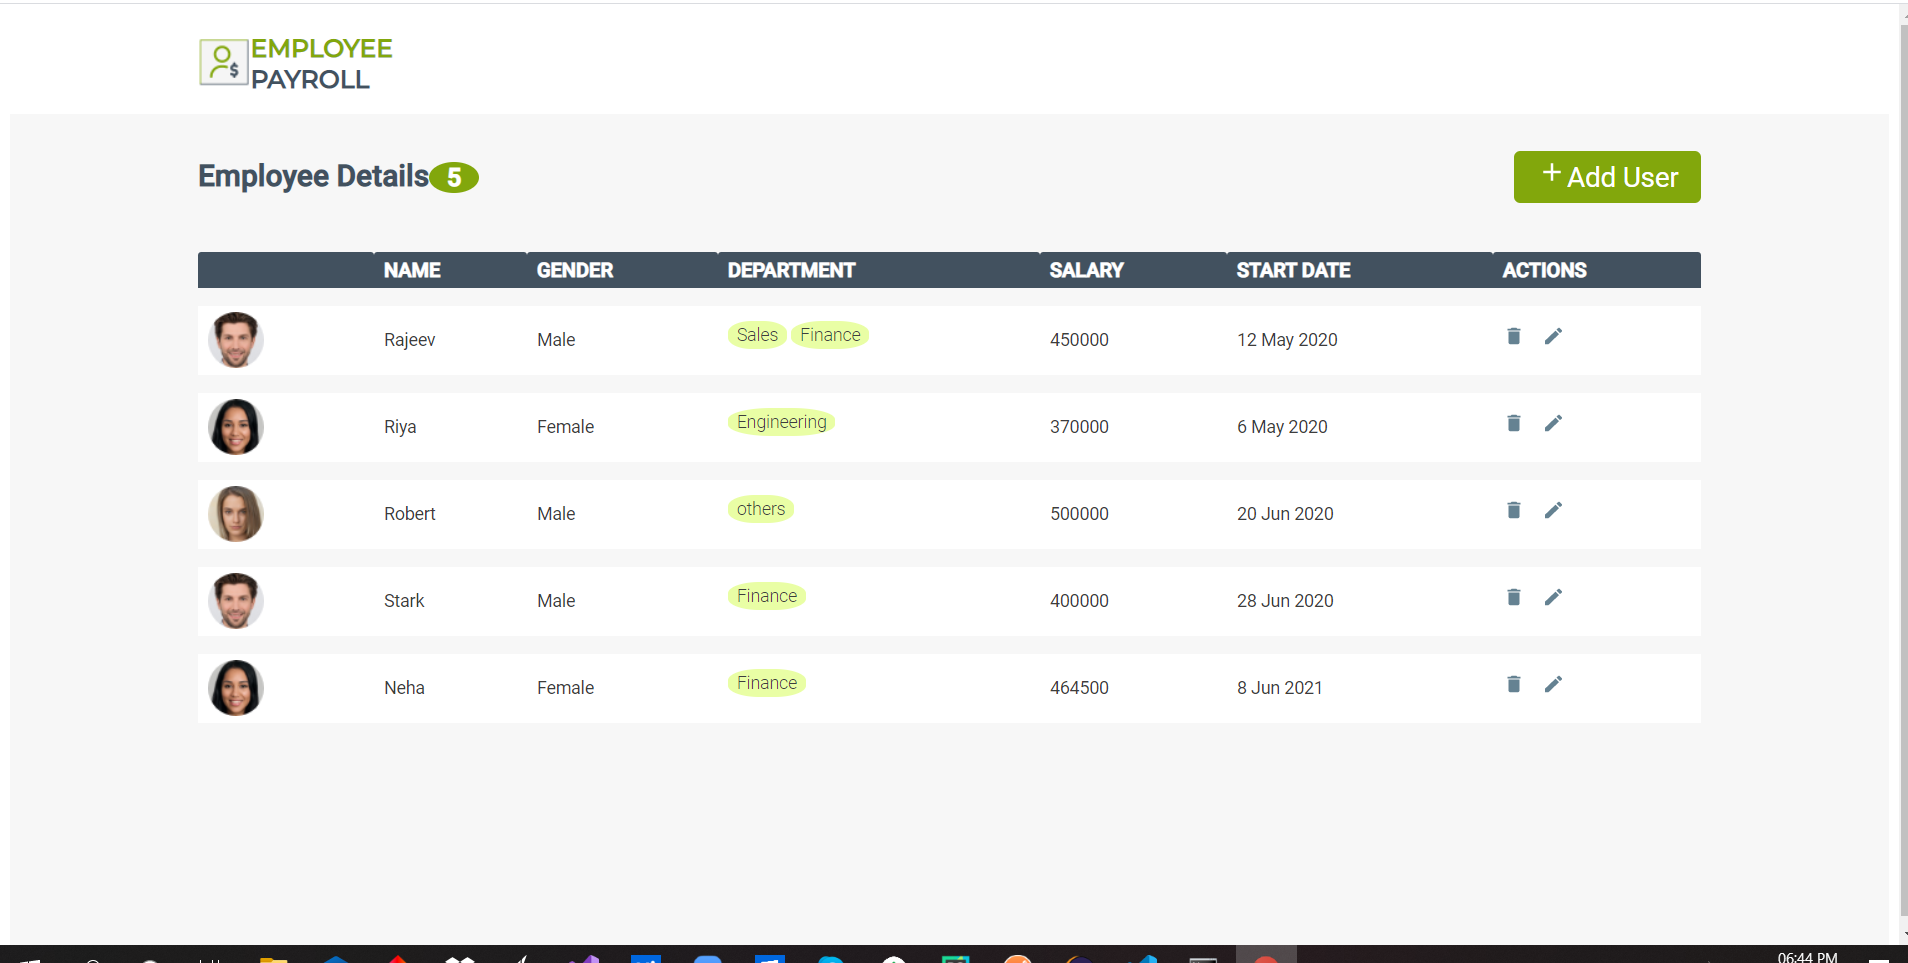 EMPLOYEE
PAYROLL
Employee Details 5
+ Add User
NAME GENDER DEPARTMENT SALARY START DATE ACTIONS
Rajeev Male Sales Finance 450000 12 May 2020
Riya Female Engineering 370000 6 May 2020
Robert Male others 500000 20 Jun 2020
Stark Male Finance 400000 28 Jun 2020
Neha Female Finance 464500 8 Jun 2021
06:44 PM